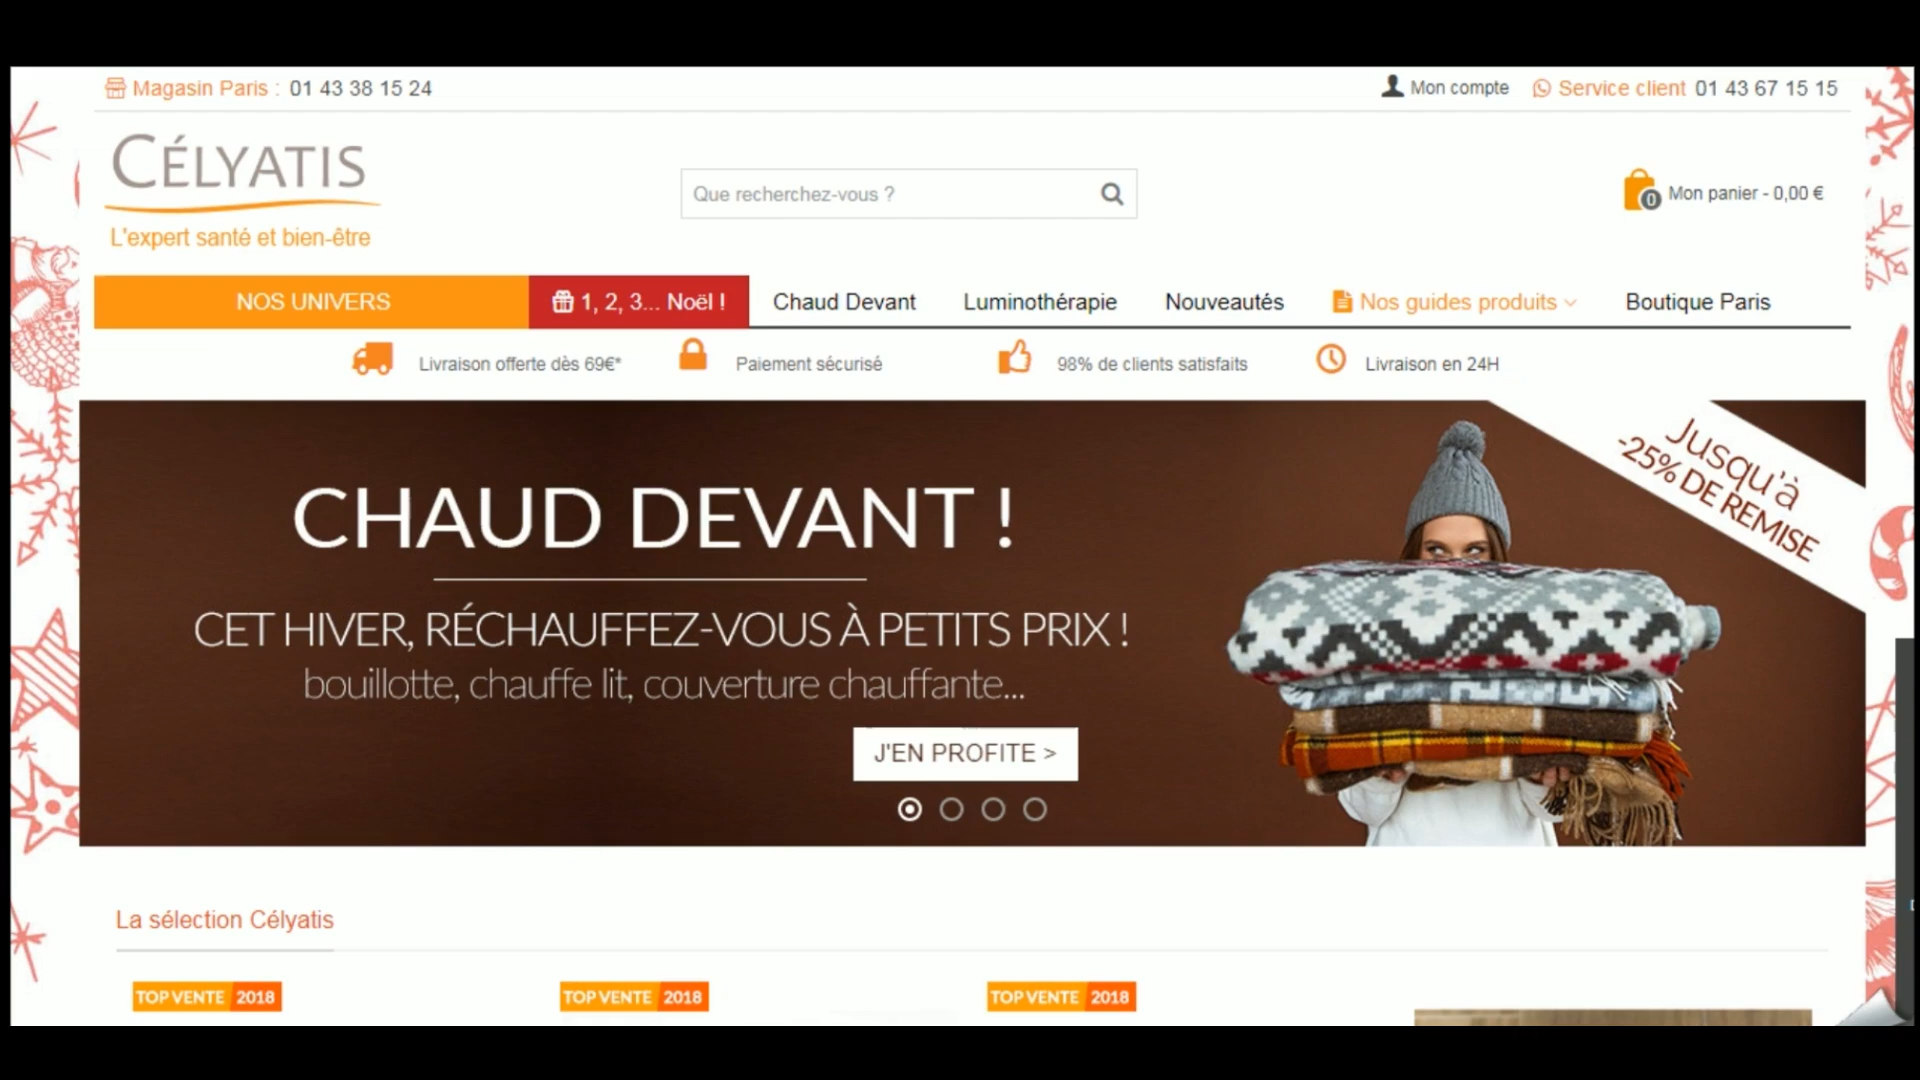 Magasin Paris : 01 43 38 15 24
Mon compte
Service client 01 43 67 15 15
CÉLYATIS
L'expert santé et bien-être
Que recherchez-vous ?
0
Mon panier - 0,00 €
NOS UNIVERS
1, 2, 3... Noël !
Chaud Devant
Luminothérapie
Nouveautés
Nos guides produits
Boutique Paris
Livraison offerte dès 69€*
Paiement sécurisé
98% de clients satisfaits
Livraison en 24H
Jusqu'à
-25% DE REMISE
CHAUD DEVANT !
CET HIVER, RÉCHAUFFEZ-VOUS À PETITS PRIX !
bouillotte, chauffe lit, couverture chauffante...
J'EN PROFITE >
La sélection Célyatis
TOP VENTE 2018
TOP VENTE 2018
TOP VENTE 2018